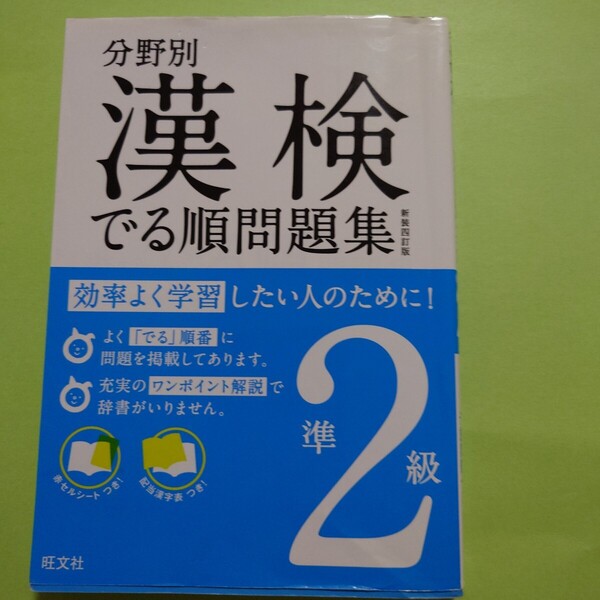 分野別
漢検
でる順問題集
新装四訂版
効率よく学習したい人のために!
よく「でる」順番に
問題を掲載してあります。
充実のワンポイント解説で
辞書がいりません。
赤セルシートつき!
配当漢字表つき!
準2級
旺文社